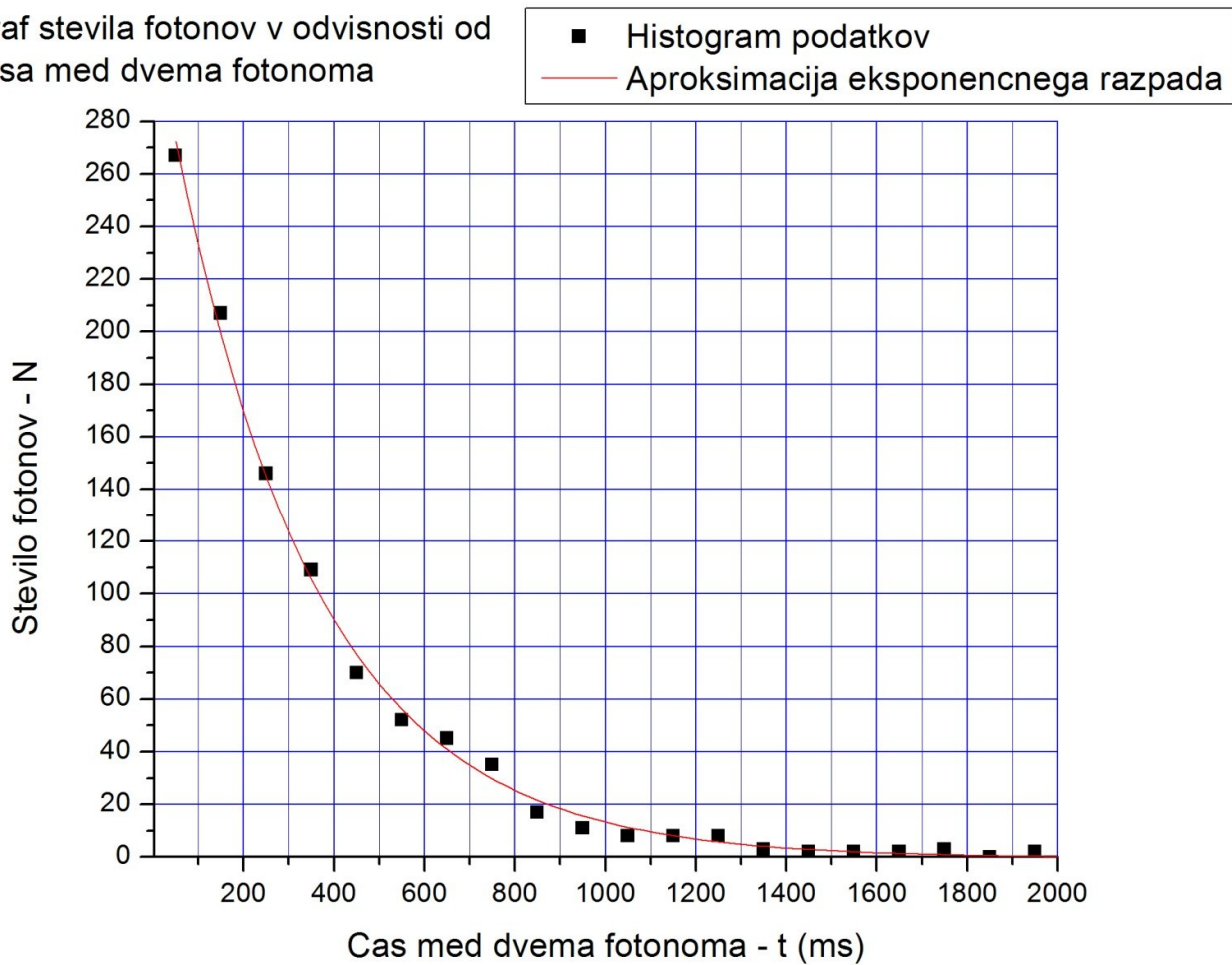 stevila fotonov v odvisnosti od
med dvema fotonoma
Histogram podatkov
Aproksimacija eksponencnega razpada
280
260
240
220
200
180
160
140
120
100
80
60
40
20
0
Stevilo fotonov - N
200 400 600 800 1000 1200 1400 1600 1800 2000
Cas med dvema fotonoma - t (ms)